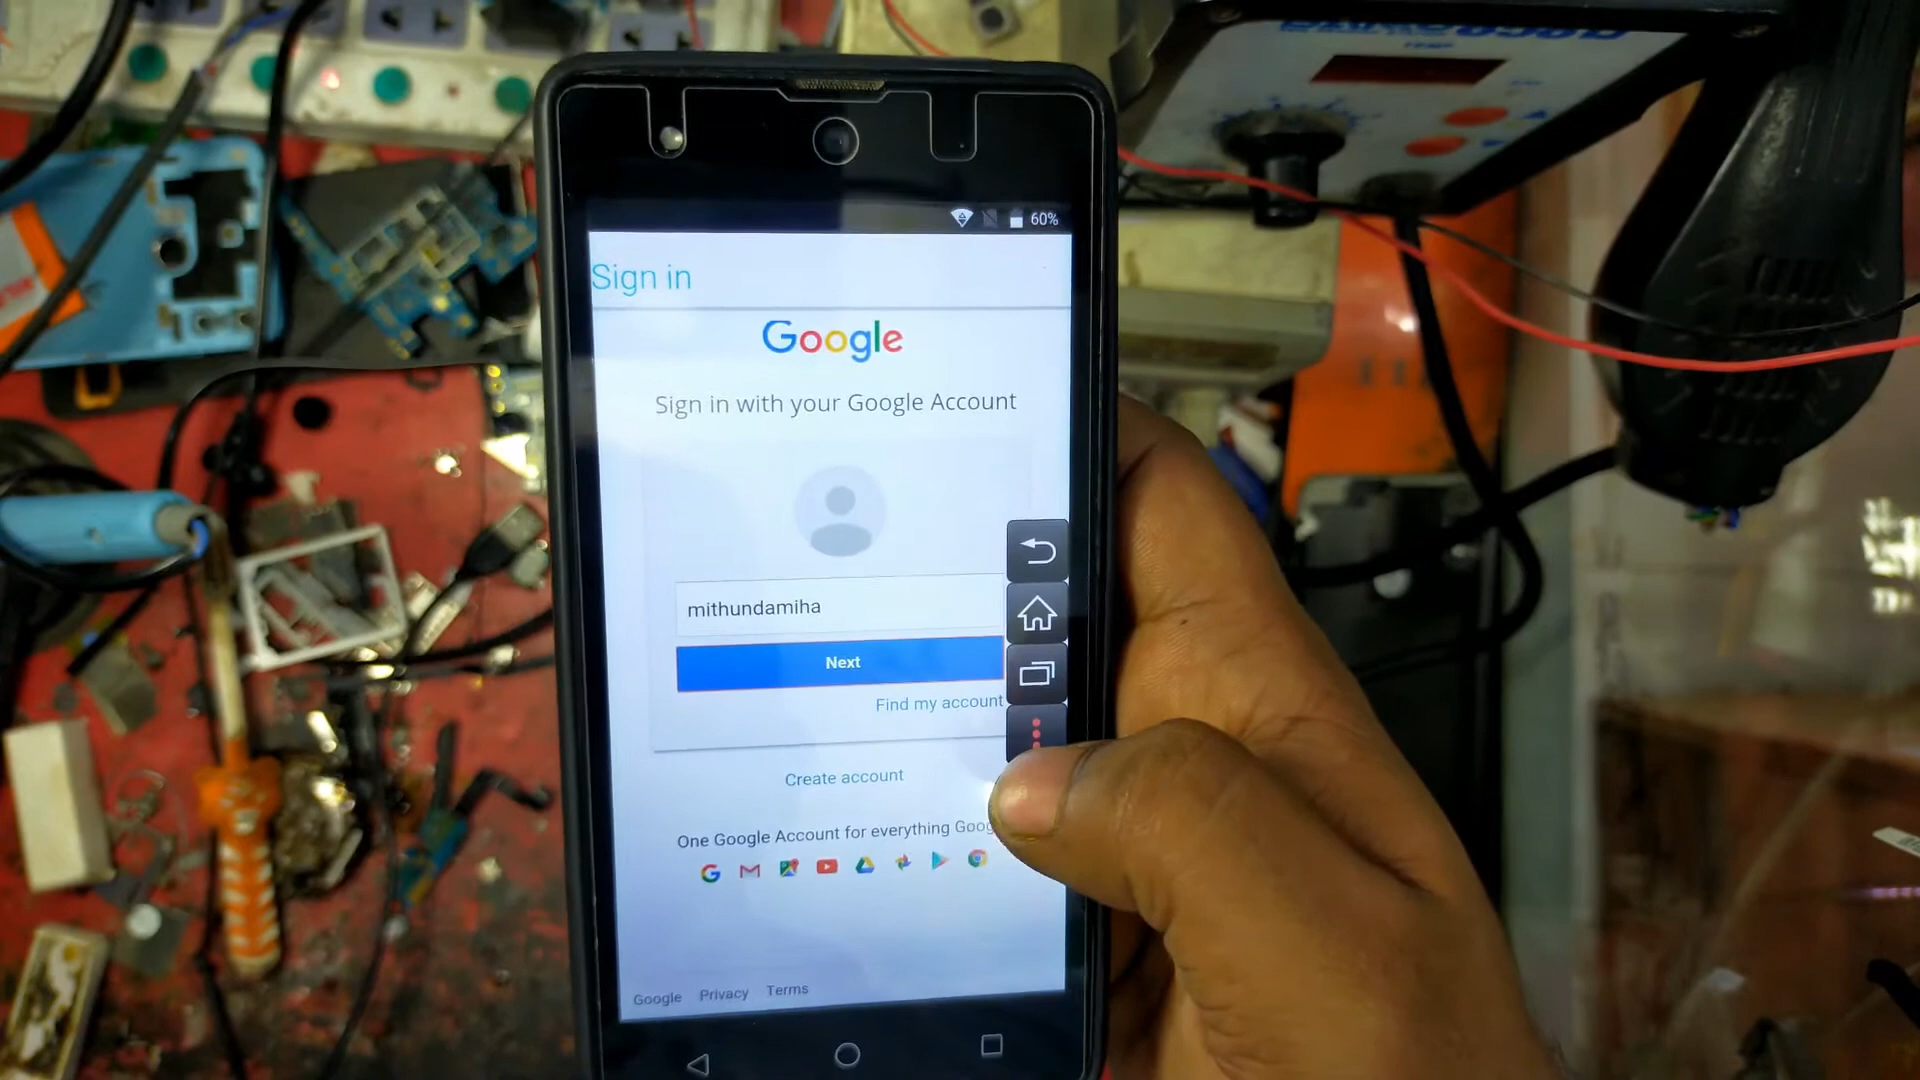 60%
Sign in
Google
Sign in with your Google Account
mithundamiha
Next
Find my account
Create account
One Google Account for everything Goog
Google Privacy Terms